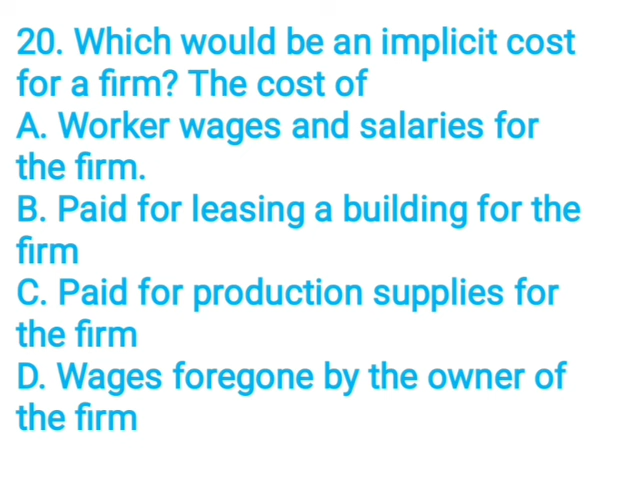 20. Which would be an implicit cost
for a firm? The cost of
A. Worker wages and salaries for
the firm.
B. Paid for leasing a building for the
firm
C. Paid for production supplies for
the firm
D. Wages foregone by the owner of
the firm